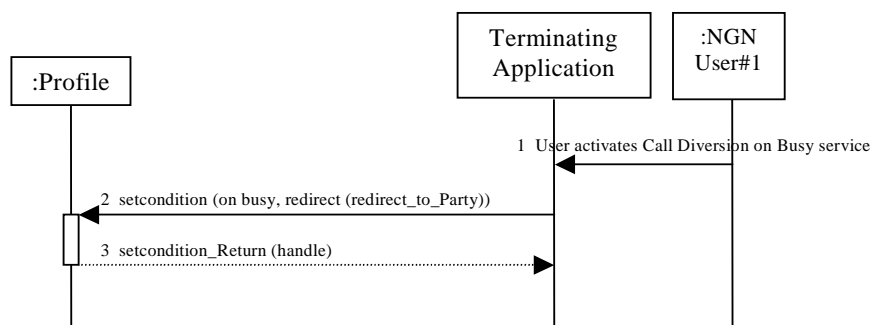 Terminating
Application
:NGN
User#1
:Profile
1 User activates Call Diversion on Busy service
2 setcondition (on busy, redirect (redirect_to_Party))
3 setcondition_Return (handle)